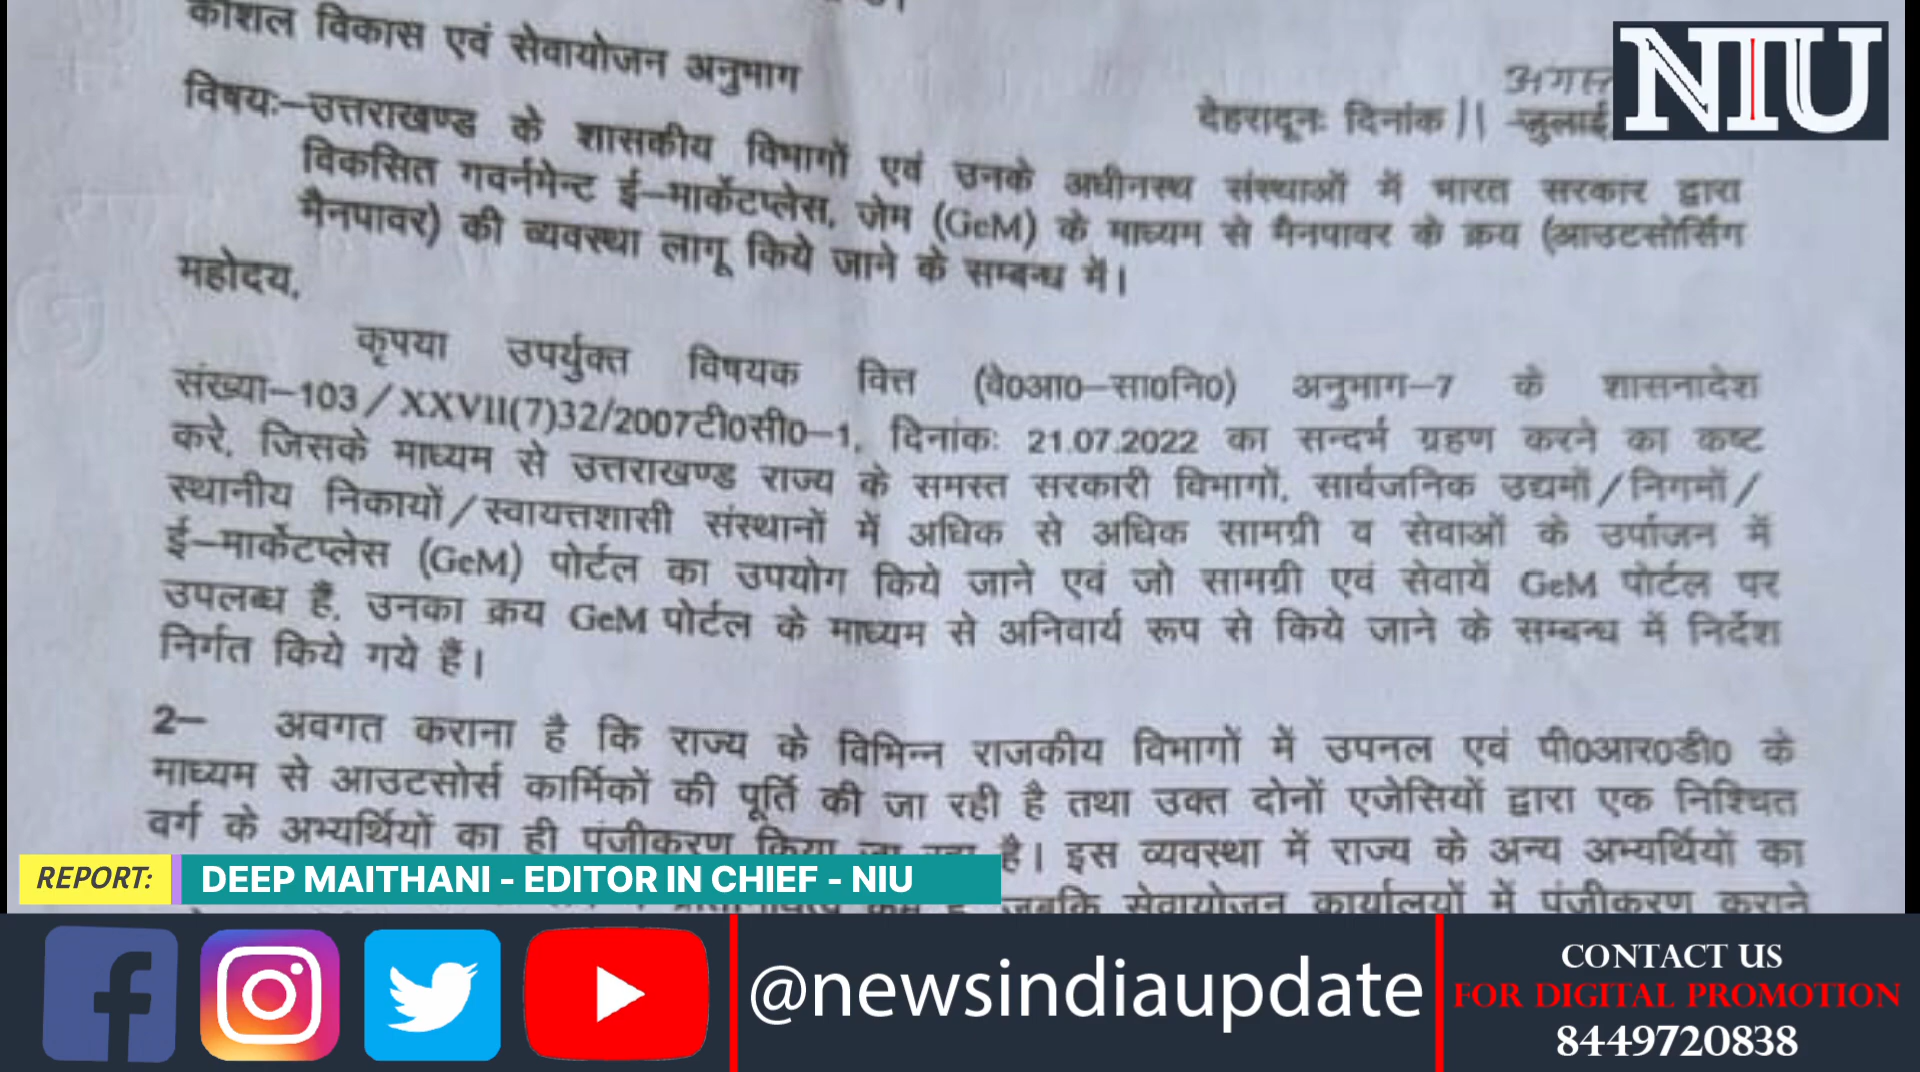 कौशल विकास एवं सेवायोजन अनुभाग
अगस्त
देहरादूनः दिनांक || जुलाई
NIU
विषयः–उत्तराखण्ड के शासकीय विभागों एवं उनके अधीनस्थ संस्थाओं में भारत सरकार द्वारा
विकसित गवर्नमेन्ट ई–मार्केटप्लेस, जेम (GeM) के माध्यम से मैनपावर के क्रय (आउटसोर्सिंग
मैनपावर) की व्यवस्था लागू किये जाने के सम्बन्ध में।
महोदय,
कृपया उपर्युक्त विषयक वित्त (वे0आ0–सा0नि0) अनुभाग–7 के शासनादेश
संख्या–103/XXVII(7)32/2007टी0सी0–1, दिनांकः 21.07.2022 का सन्दर्भ ग्रहण करने का कष्ट
करे, जिसके माध्यम से उत्तराखण्ड राज्य के समस्त सरकारी विभागों, सार्वजनिक उद्यमों/निगमों/
स्थानीय निकायों/स्वायत्तशासी संस्थानों में अधिक से अधिक सामग्री व सेवाओं के उर्पाजन में
ई–मार्केटप्लेस (GeM) पोर्टल का उपयोग किये जाने एवं जो सामग्री एवं सेवायें GeM पोर्टल पर
उपलब्ध हैं, उनका क्रय GeM पोर्टल के माध्यम से अनिवार्य रूप से किये जाने के सम्बन्ध में निर्देश
निर्गत किये गये हैं।
2– अवगत कराना है कि राज्य के विभिन्न राजकीय विभागों में उपनल एवं पी0आर0डी0 के
माध्यम से आउटसोर्स कार्मिकों की पूर्ति की जा रही है तथा उक्त दोनों एजेसियों द्वारा एक निश्चित
वर्ग के अभ्यर्थियों का ही पंजीकरण किया जा रहा है। इस व्यवस्था में राज्य के अन्य अभ्यर्थियों का
है जबकि सेवायोजन कार्यालयों में पंजीकरण कराने
REPORT: DEEP MAITHANI - EDITOR IN CHIEF - NIU
@newsindiaupdate
CONTACT US
FOR DIGITAL PROMOTION
8449720838